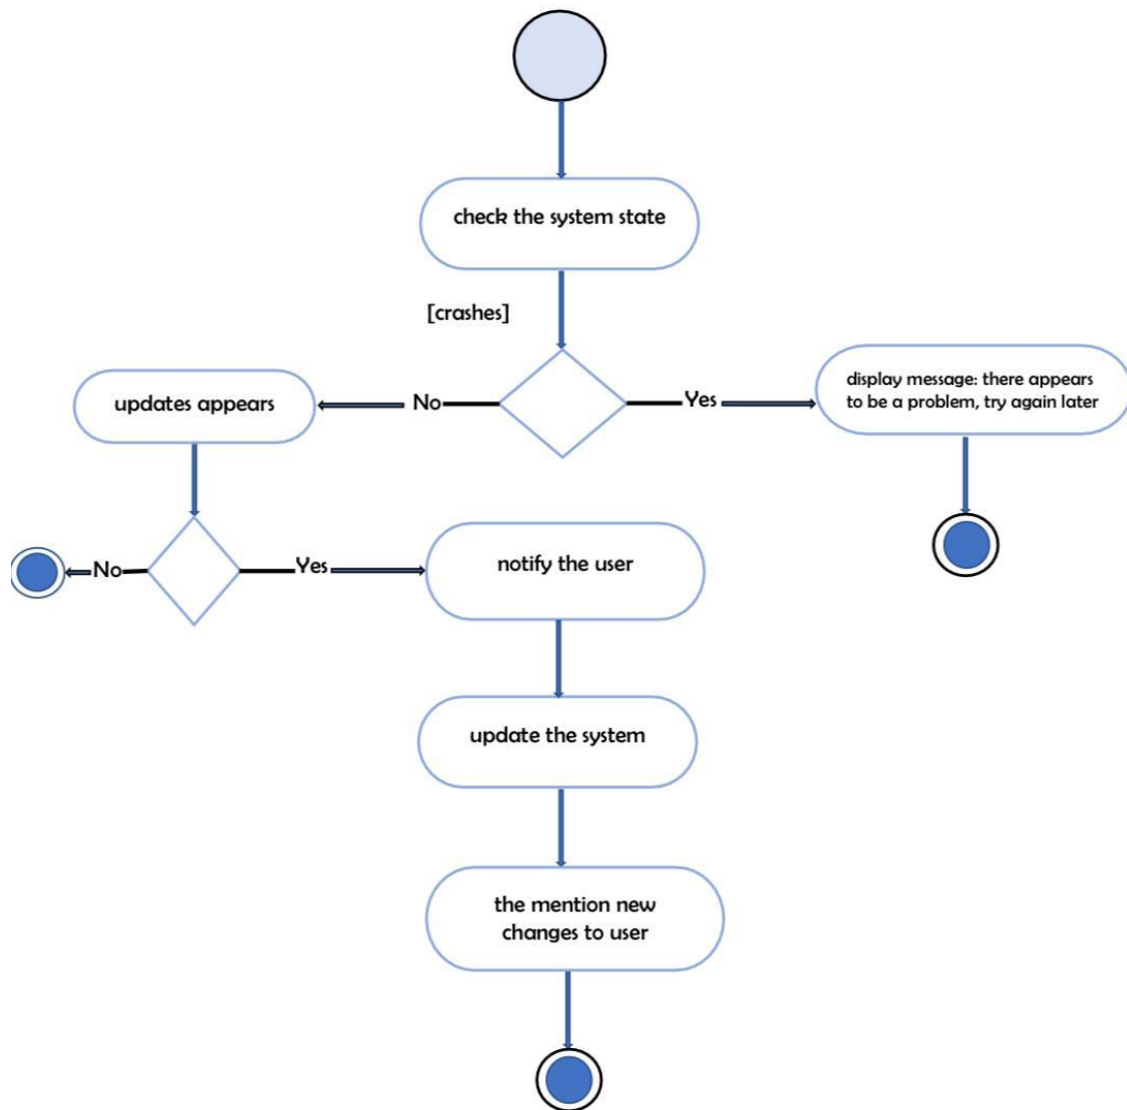 check the system state
[crashes]
updates appears
No
Yes
display message: there appears
to be a problem, try again later
No
Yes
notify the user
update the system
the mention new
changes to user